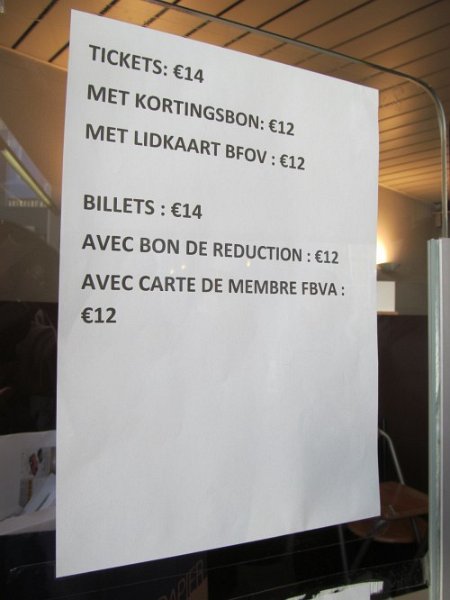 TICKETS: €14
MET KORTINGSBON: €12
MET LIDKAART BFOV : €12
BILLETS : €14
AVEC BON DE REDUCTION : €12
AVEC CARTE DE MEMBRE FBVA :
€12
PAPIER